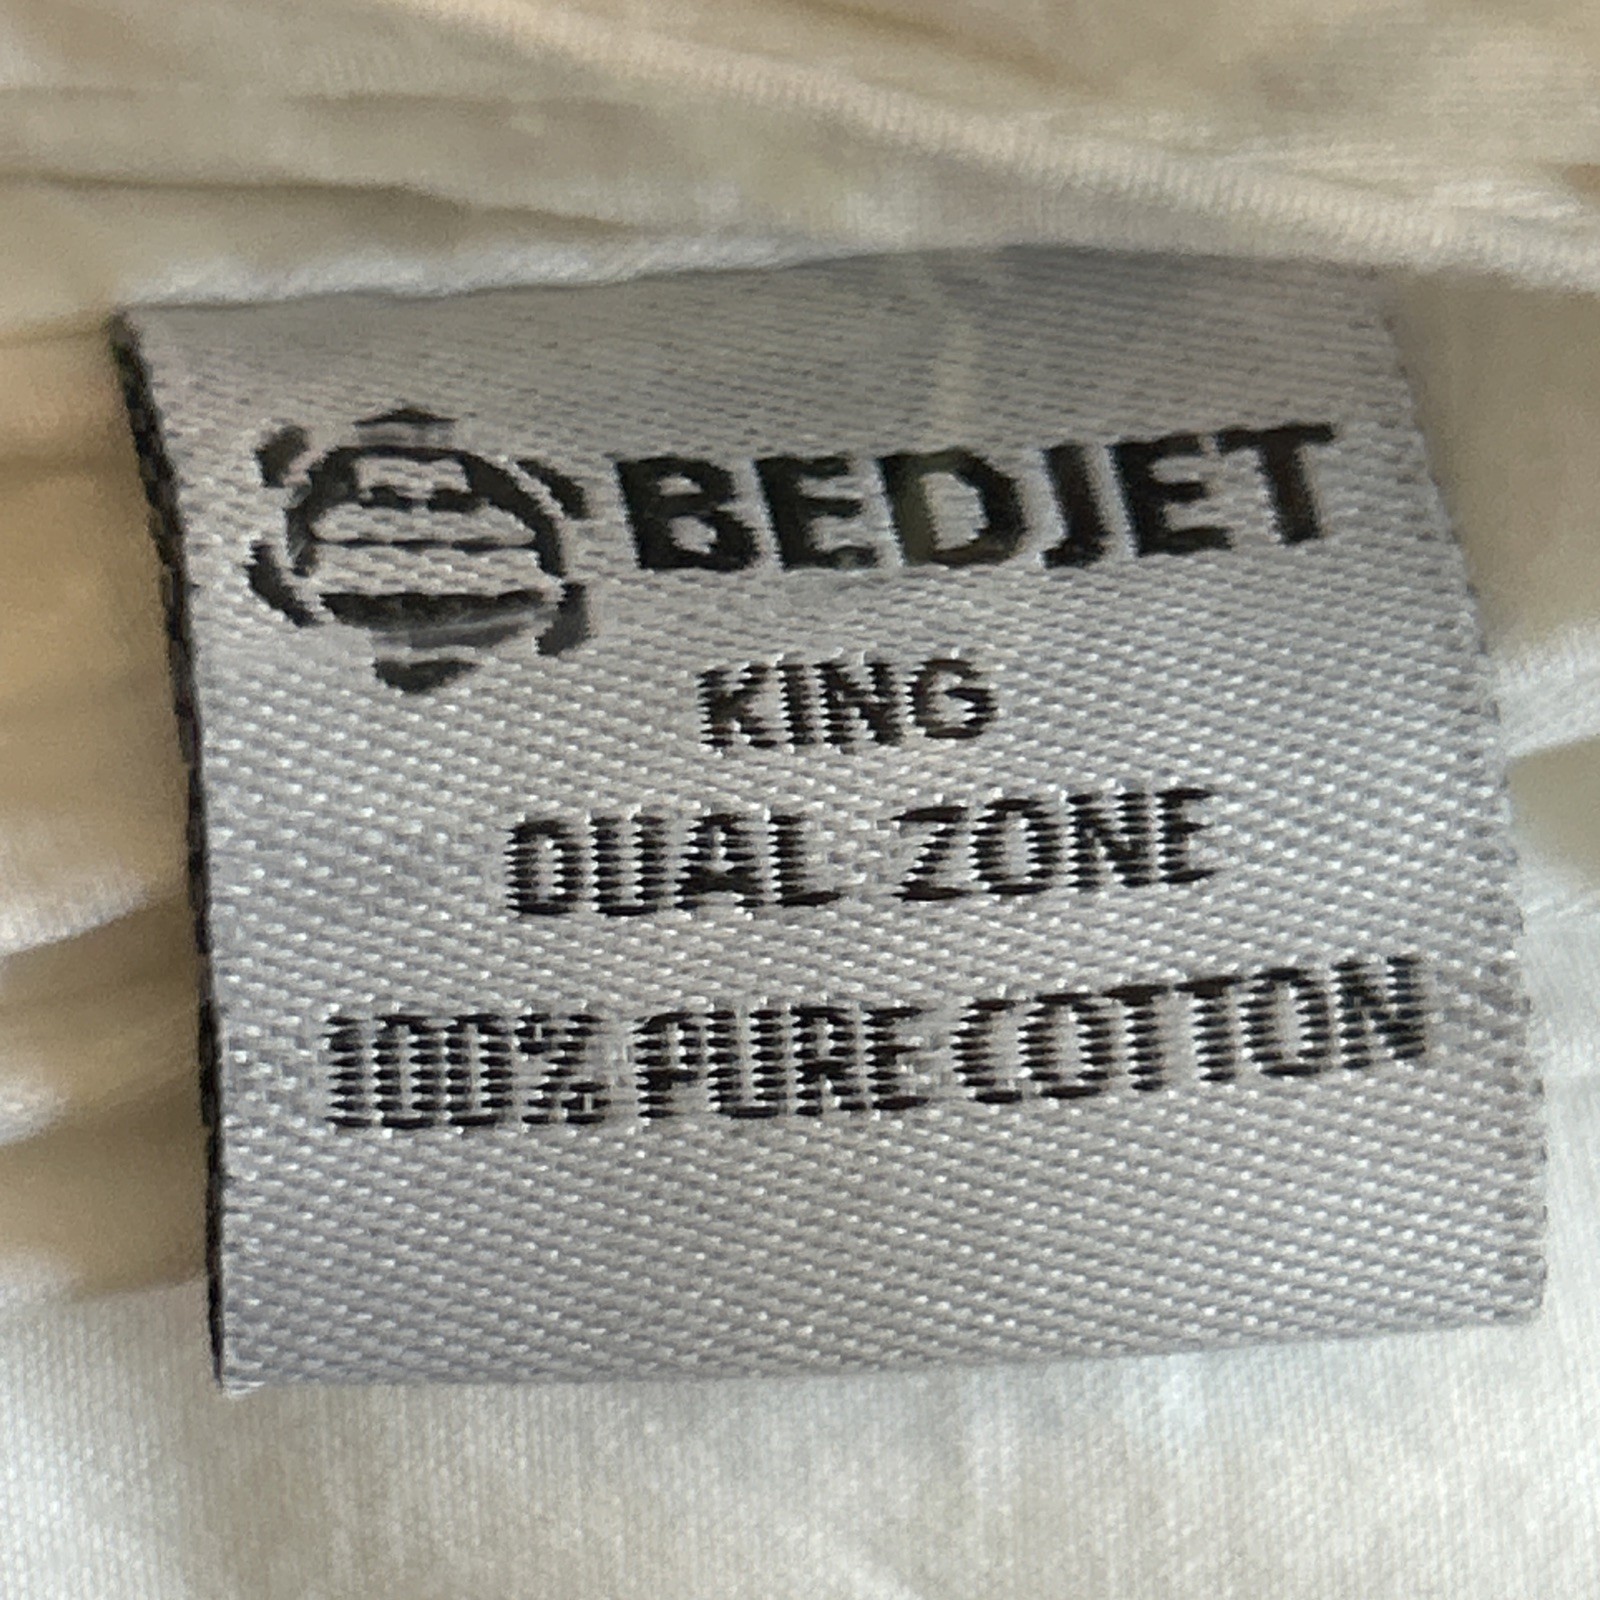 BEDJET
KING
DUAL ZONE
100% PURE COTTON